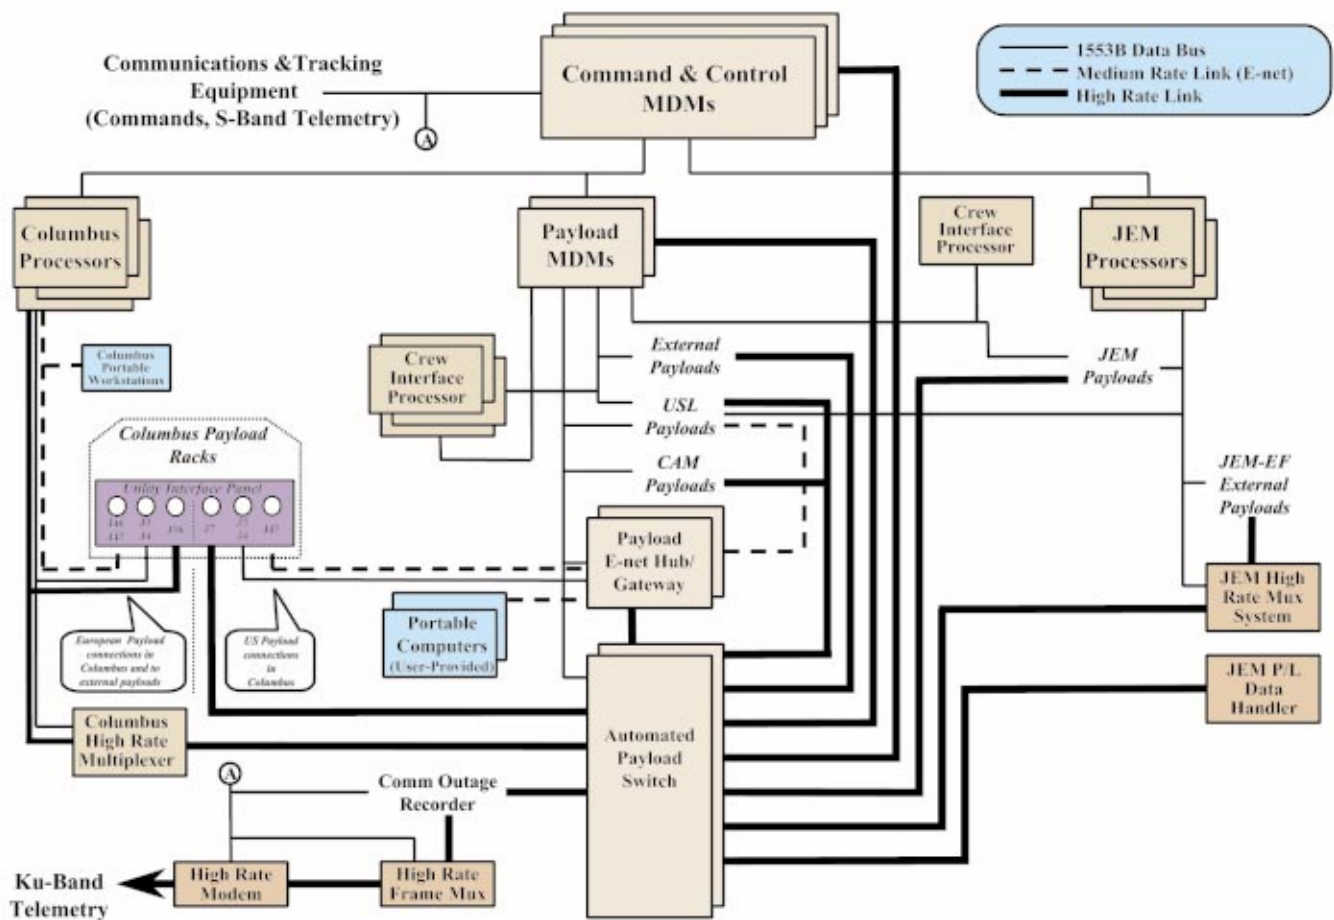 Communications &Tracking
Equipment
(Commands, S-Band Telemetry)
A
Command & Control
MDMs
1553B Data Bus
Medium Rate Link (E-net)
High Rate Link
Columbus
Processors
Payload
MDMs
Crew
Interface
Processor
JEM
Processors
Columbus
Portable
Workstations
Crew
Interface
Processor
External
Payloads
USL
Payloads
CAM
Payloads
JEM
Payloads
JEM-EF
External
Payloads
Columbus Payload
Racks
Utility Interface Panel
J7
Payload
E-net Hub/
Gateway
Portable
Computers
(User-Provided)
European Payload
connections in
Columbus and to
external payloads
US Payload
connections
in
Columbus
JEM High
Rate Mux
System
JEM P/L
Data
Handler
Columbus
High Rate
Multiplexer
Automated
Payload
Switch
A
Comm Outage
Recorder
High Rate
Modem
High Rate
Frame Mux
Ku-Band
Telemetry